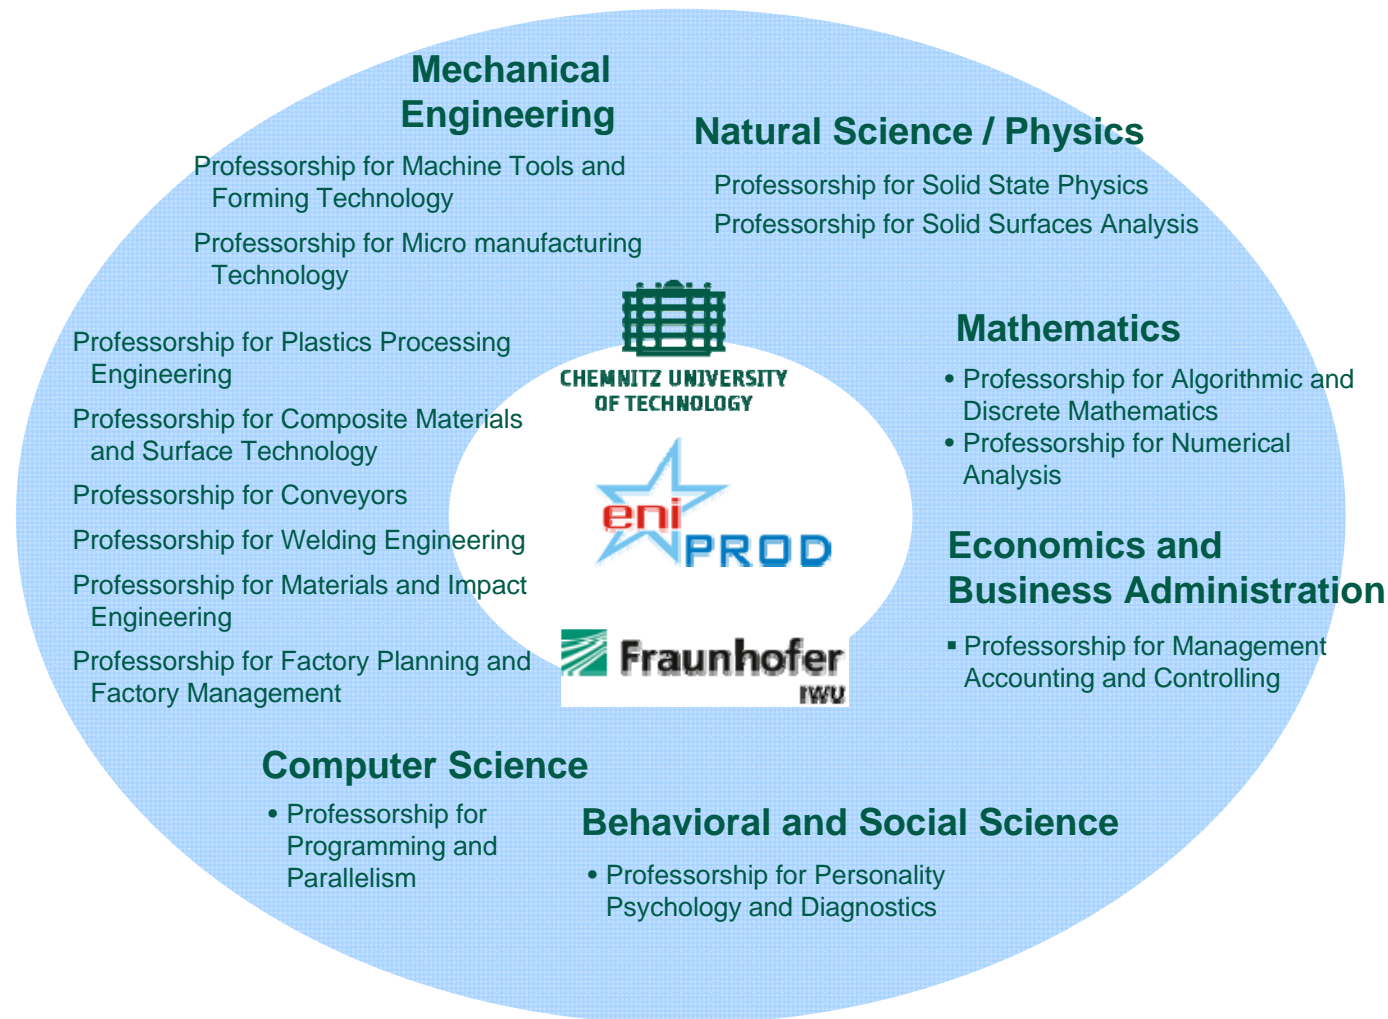 Mechanical
Engineering
Professorship for Machine Tools and
Forming Technology
Professorship for Micro manufacturing
Technology
Professorship for Plastics Processing
Engineering
Professorship for Composite Materials
and Surface Technology
Professorship for Conveyors
Professorship for Welding Engineering
Professorship for Materials and Impact
Engineering
Professorship for Factory Planning and
Factory Management
Natural Science / Physics
Professorship for Solid State Physics
Professorship for Solid Surfaces Analysis
CHEMNITZ UNIVERSITY
OF TECHNOLOGY
eni
PROD
Fraunhofer
IWU
Mathematics
• Professorship for Algorithmic and
Discrete Mathematics
• Professorship for Numerical
Analysis
Economics and
Business Administration
▪ Professorship for Management
Accounting and Controlling
Computer Science
• Professorship for
Programming and
Parallelism
Behavioral and Social Science
• Professorship for Personality
Psychology and Diagnostics